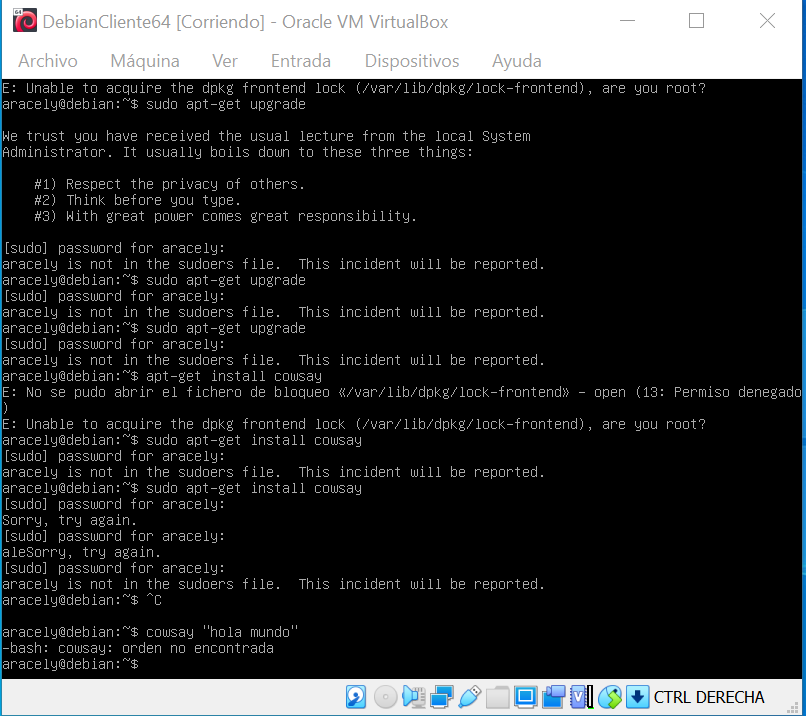 DebianCliente64 [Corriendo] - Oracle VM VirtualBox
Archivo Máquina Ver Entrada Dispositivos Ayuda
E: Unable to acquire the dpkg frontend lock (/var/lib/dpkg/lock-frontend), are you root?
aracely@debian:~$ sudo apt-get upgrade
We trust you have received the usual lecture from the local System
Administrator. It usually boils down to these three things:
#1) Respect the privacy of others.
#2) Think before you type.
#3) With great power comes great responsibility.
[sudo] password for aracely:
aracely is not in the sudoers file.  This incident will be reported.
aracely@debian:~$ sudo apt-get upgrade
[sudo] password for aracely:
aracely is not in the sudoers file.  This incident will be reported.
aracely@debian:~$ sudo apt-get upgrade
[sudo] password for aracely:
aracely is not in the sudoers file.  This incident will be reported.
aracely@debian:~$ apt-get install cowsay
E: No se pudo abrir el fichero de bloqueo «/var/lib/dpkg/lock-frontend» - open (13: Permiso denegado
)
E: Unable to acquire the dpkg frontend lock (/var/lib/dpkg/lock-frontend), are you root?
aracely@debian:~$ sudo apt-get install cowsay
[sudo] password for aracely:
aracely is not in the sudoers file.  This incident will be reported.
aracely@debian:~$ sudo apt-get install cowsay
[sudo] password for aracely:
Sorry, try again.
[sudo] password for aracely:
aleSorry, try again.
[sudo] password for aracely:
aracely is not in the sudoers file.  This incident will be reported.
aracely@debian:~$ ^C
aracely@debian:~$ cowsay "hola mundo"
-bash: cowsay: orden no encontrada
aracely@debian:~$
CTRL DERECHA